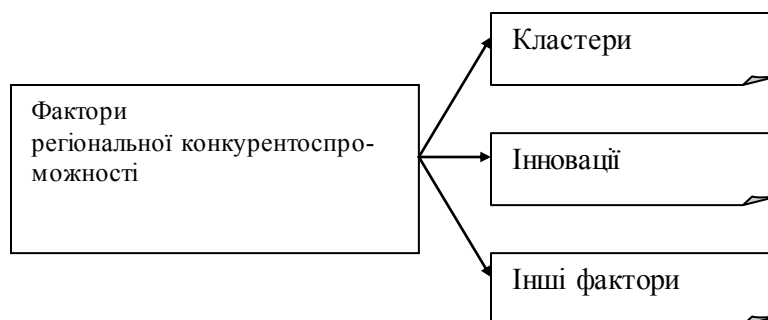 Кластери
Фактори
регіональної конкурентоспро-
можності
Інновації
Інші фактори